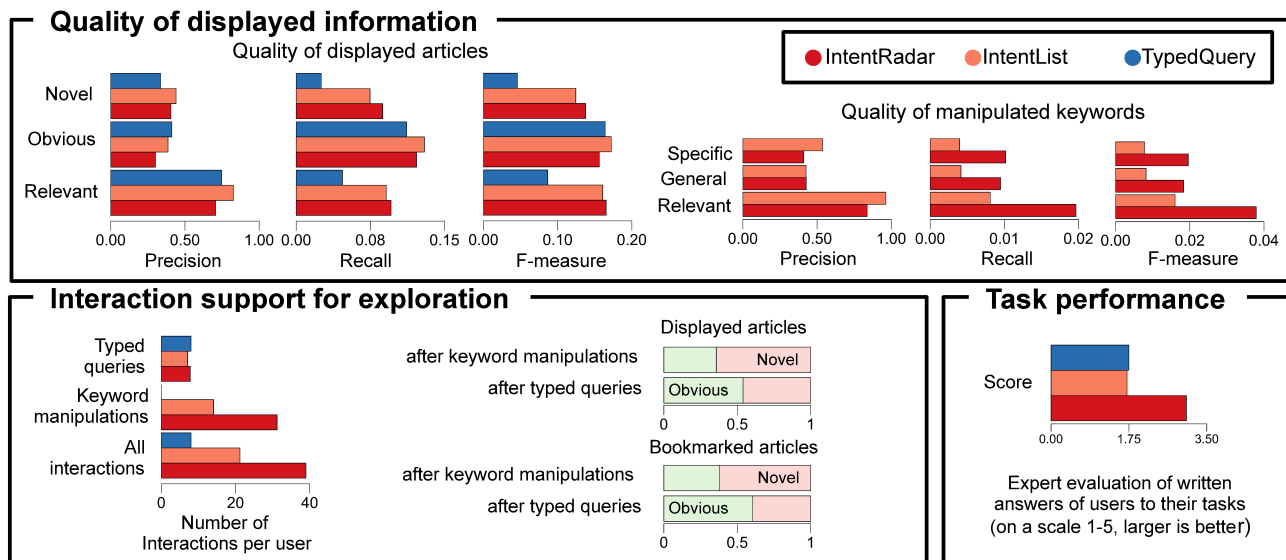 Quality of displayed information
Quality of displayed articles
IntentRadar IntentList TypedQuery
Novel
Obvious
Relevant
0.00 0.50 1.00
Precision
0.00 0.08 0.15
Recall
0.00 0.10 0.20
F-measure
Quality of manipulated keywords
Specific
General
Relevant
0.00 0.50 1.00
Precision
0.00 0.01 0.02
Recall
0.00 0.02 0.04
F-measure
Interaction support for exploration
Typed
queries
Keyword
manipulations
All
interactions
0 20 40
Number of
Interactions per user
Displayed articles
after keyword manipulations Novel
after typed queries Obvious
0 0.5 1
Bookmarked articles
after keyword manipulations Novel
after typed queries Obvious
0 0.5 1
Task performance
Score
0.00 1.75 3.50
Expert evaluation of written
answers of users to their tasks
(on a scale 1-5, larger is better)